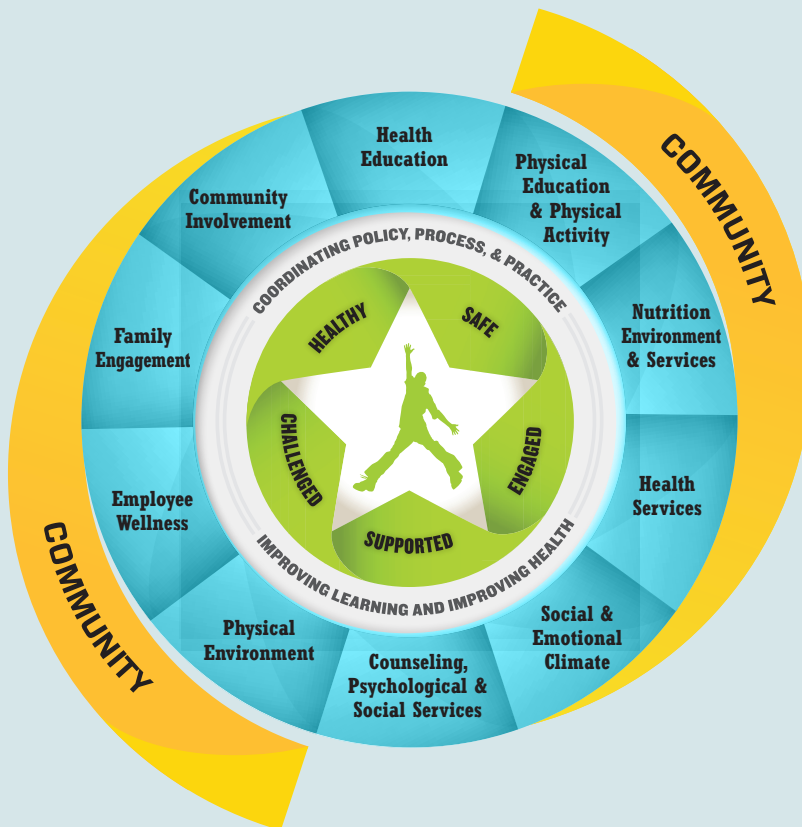 COMMUNITY
Health
Education
Physical
Education
& Physical
Activity
Nutrition
Environment
& Services
Health
Services
Social &
Emotional
Climate
Counseling,
Psychological &
Social Services
Physical
Environment
Employee
Wellness
Family
Engagement
Community
Involvement
COORDINATING POLICY, PROCESS, & PRACTICE
IMPROVING LEARNING AND IMPROVING HEALTH
HEALTHY
SAFE
ENGAGED
SUPPORTED
CHALLENGED
COMMUNITY